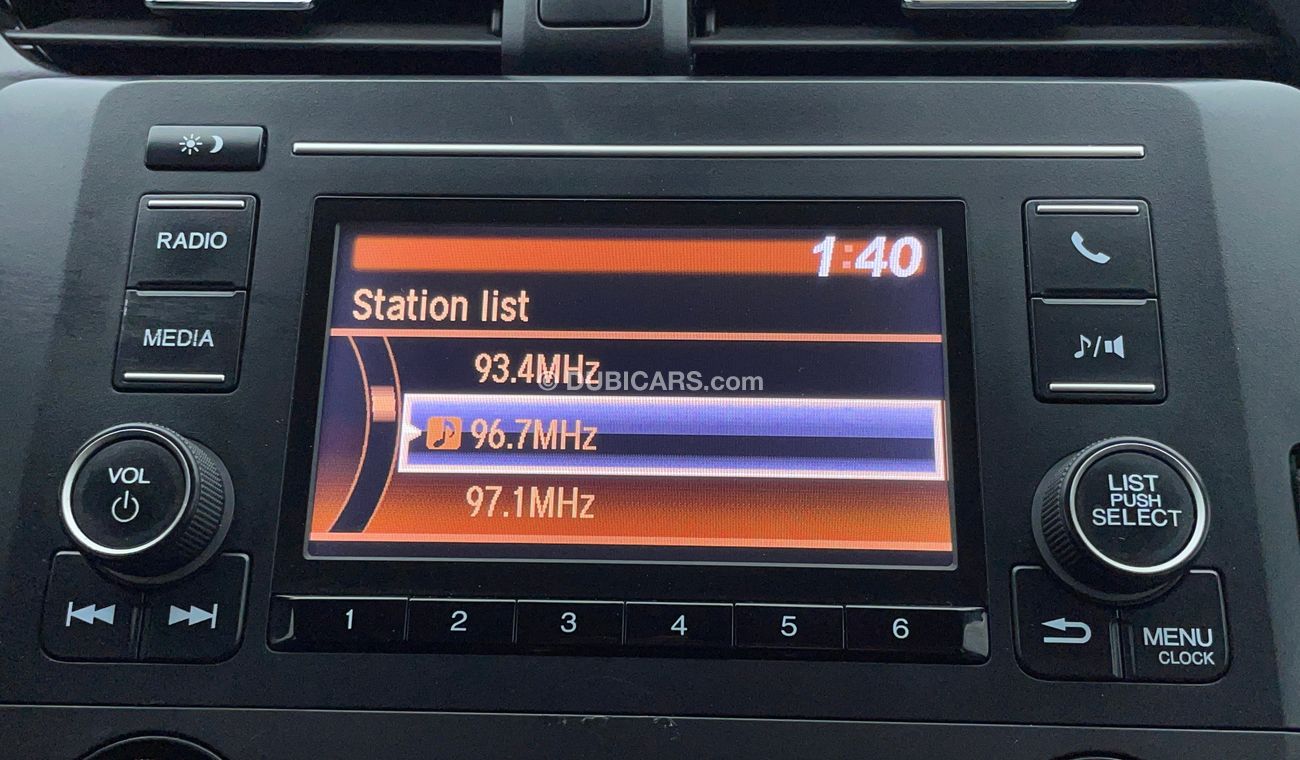 RADIO
MEDIA
VOL
1:40
Station list
93.4MHz
© DUBICARS.com
96.7MHz
97.1MHz
1 2 3 4 5 6
LIST
PUSH
SELECT
MENU
CLOCK